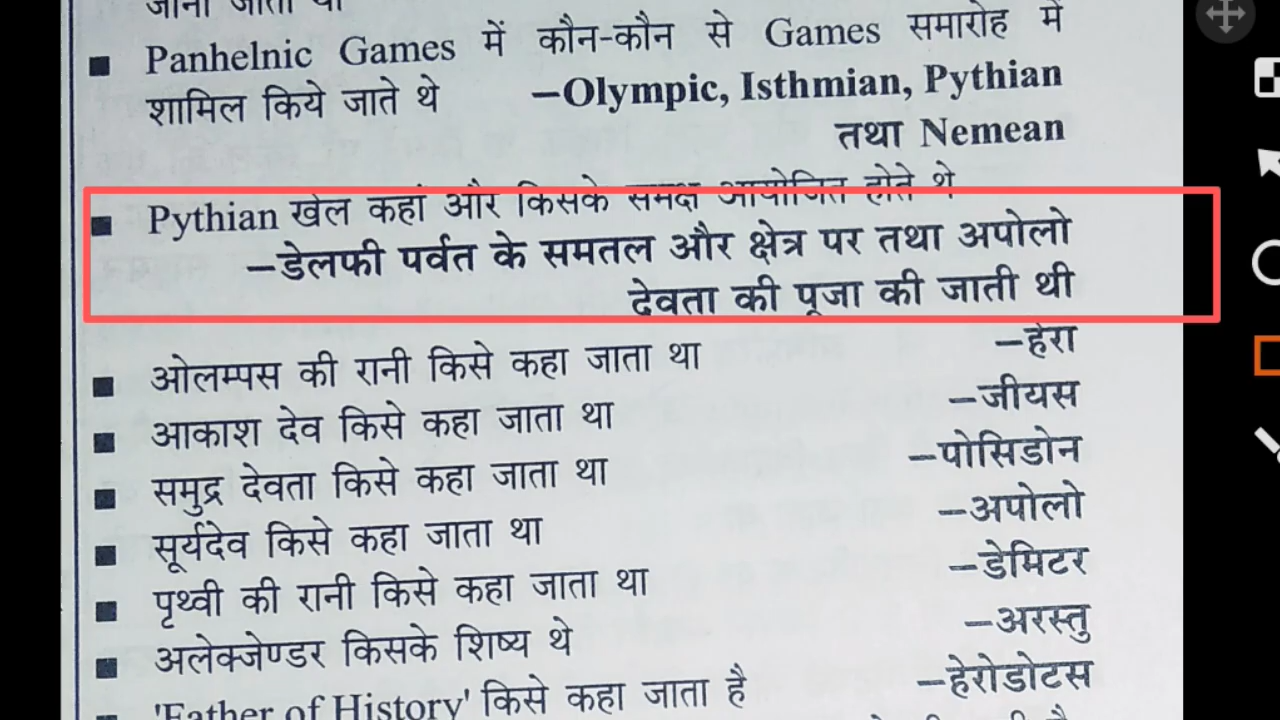 जाना जाता था
Panhelnic Games में कौन-कौन से Games समारोह में
शामिल किये जाते थे –Olympic, Isthmian, Pythian
तथा Nemean
Pythian खेल कहां और किसके समक्ष आयोजित होते थे
–डेलफी पर्वत के समतल और क्षेत्र पर तथा अपोलो
देवता की पूजा की जाती थी
ओलम्पस की रानी किसे कहा जाता था –हेरा
आकाश देव किसे कहा जाता था –जीयस
समुद्र देवता किसे कहा जाता था –पोसिडोन
सूर्यदेव किसे कहा जाता था –अपोलो
पृथ्वी की रानी किसे कहा जाता था –डेमिटर
अलेक्जेण्डर किसके शिष्य थे –अरस्तु
'Father of History' किसे कहा जाता है –हेरोडोटस